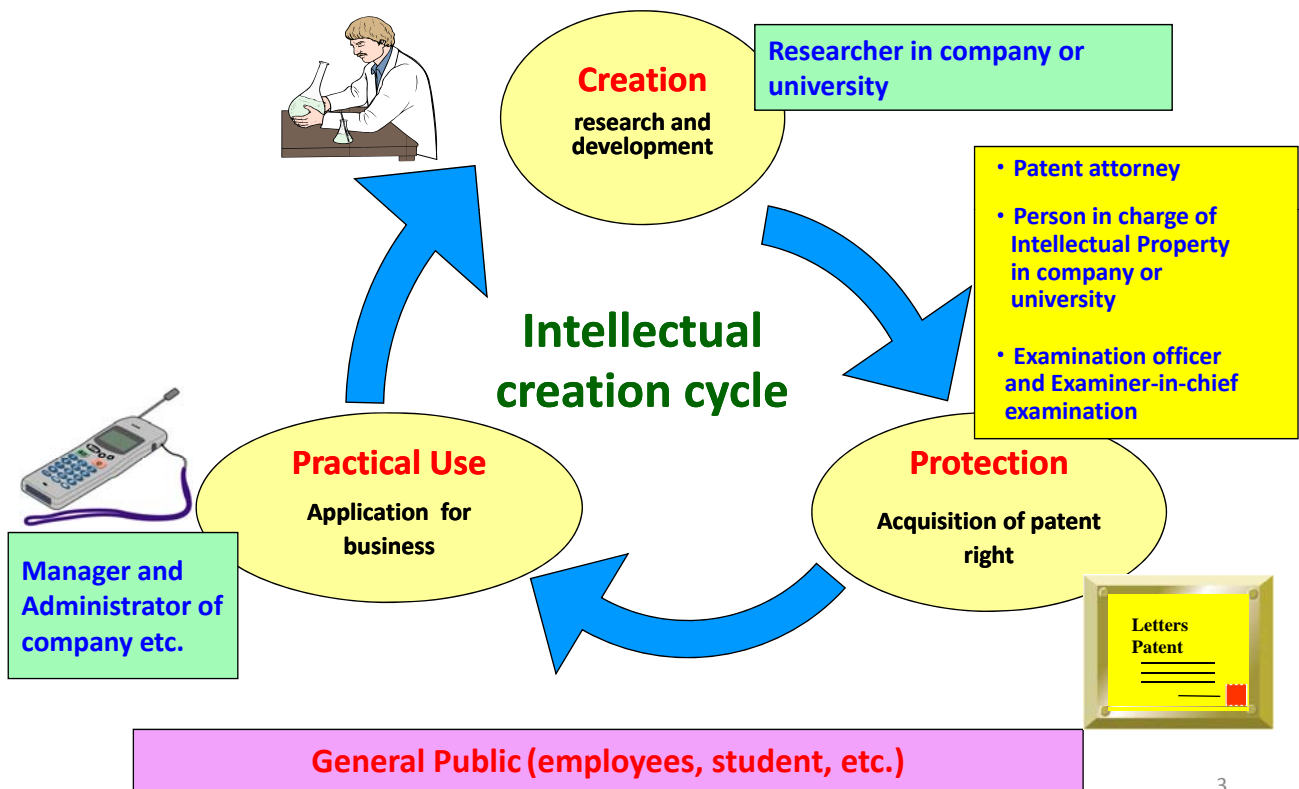 Creation
research and
development
Researcher in company or
university
・Patent attorney
・Person in charge of
Intellectual Property
in company or
university
・Examination officer
and Examiner-in-chief
examination
Intellectual
creation cycle
Practical Use
Application for
business
Protection
Acquisition of patent
right
Manager and
Administrator of
company etc.
Letters
Patent
General Public (employees, student, etc.)
3